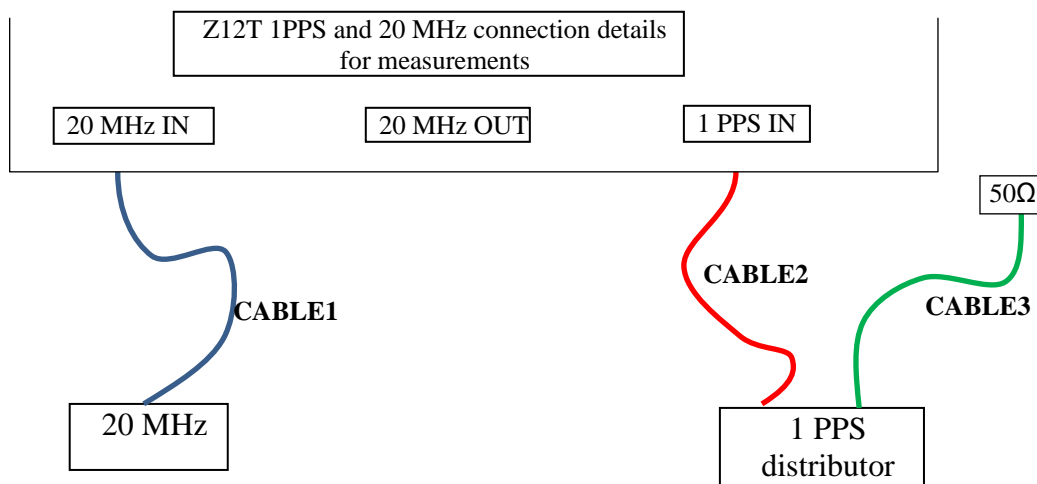 Z12T 1PPS and 20 MHz connection details
for measurements
20 MHz IN
20 MHz OUT
1 PPS IN
50Ω
CABLE2
CABLE3
CABLE1
20 MHz
1 PPS
distributor